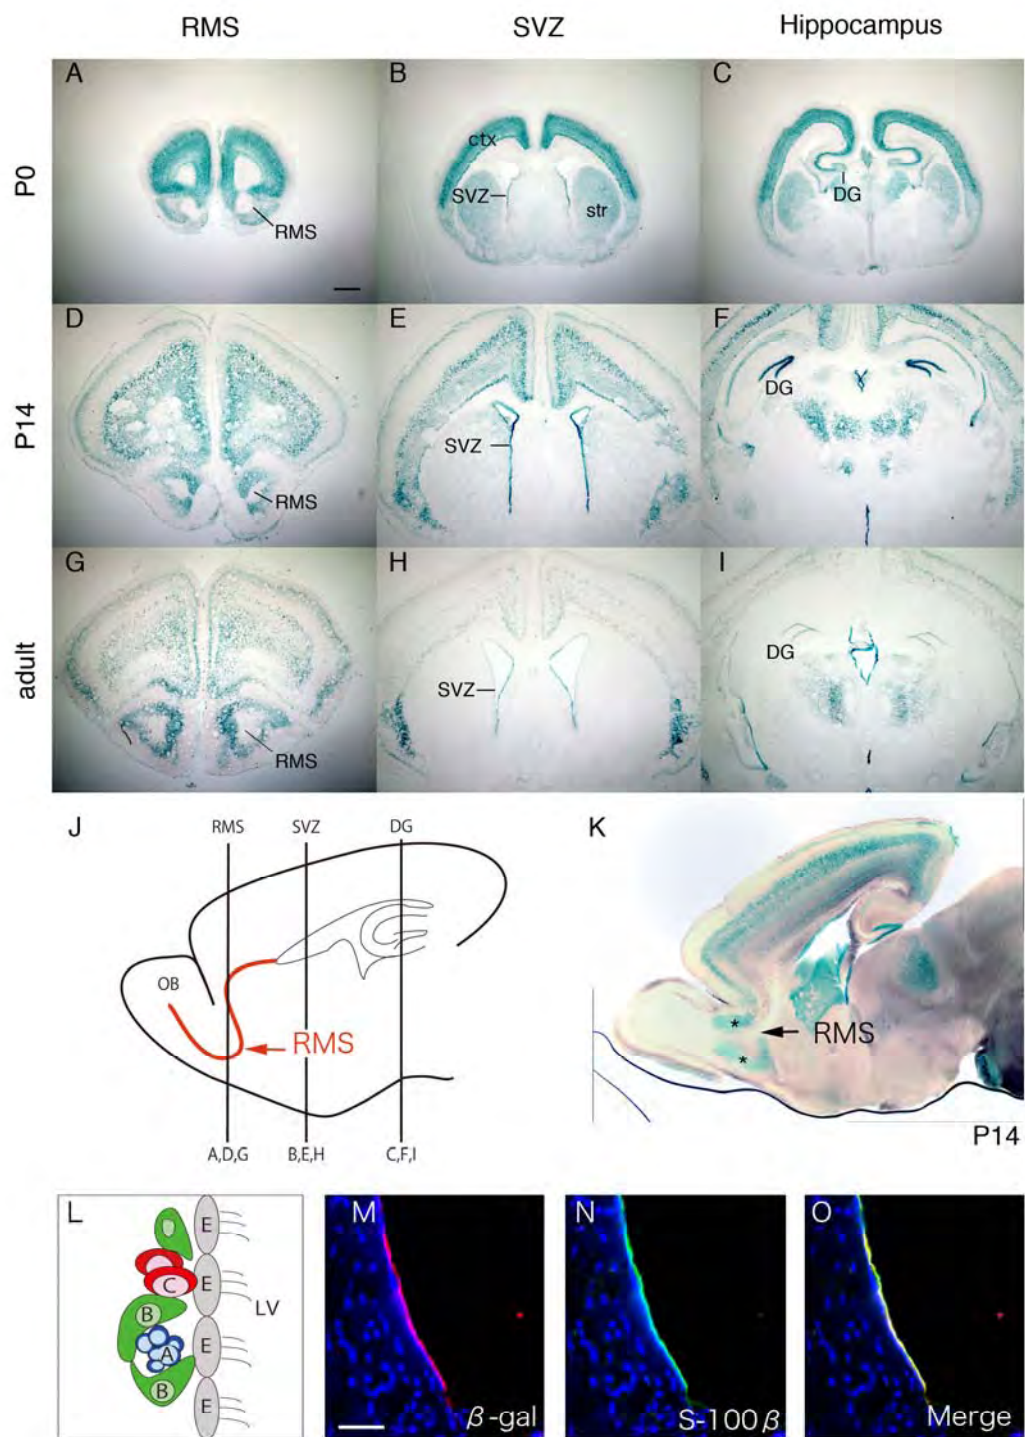 RMS SVZ Hippocampus
P0
A B C
ctx
SVZ
str
DG
RMS
P14
D E F
DG
SVZ
RMS
adult
G H I
DG
SVZ
RMS
J
RMS SVZ DG
OB
RMS
A,D,G B,E,H C,F,I
K
*
RMS
*
P14
L
E
C E
LV
B
A E
B
E
M
β-gal
N
S-100β
O
Merge